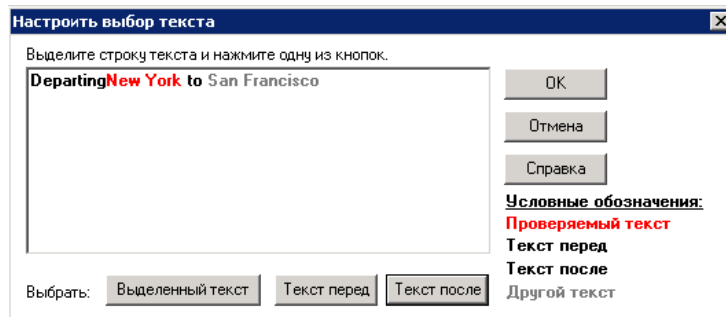 Настроить выбор текста
Выделите строку текста и нажмите одну из кнопок.
DepartingNew York to San Francisco
OK
Отмена
Справка
Условные обозначения:
Проверяемый текст
Текст перед
Текст после
Другой текст
Выбрать: Выделенный текст Текст перед Текст после